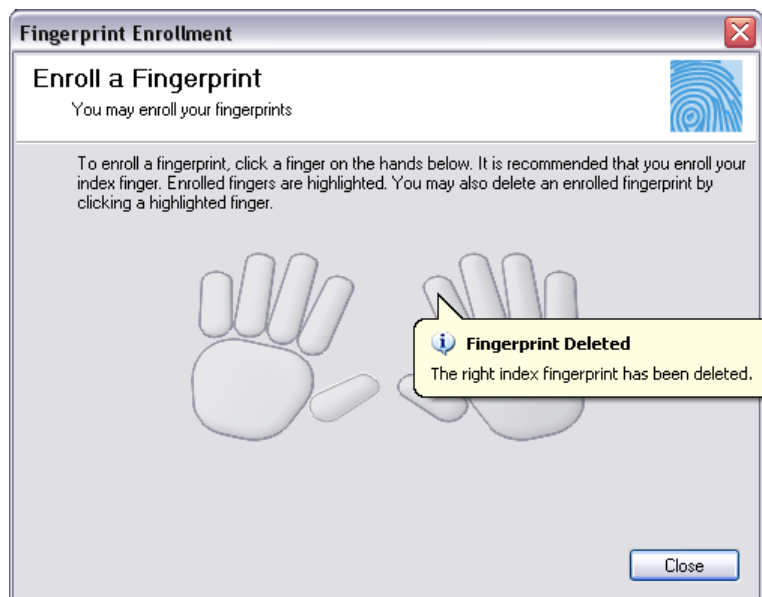 Fingerprint Enrollment
Enroll a Fingerprint
You may enroll your fingerprints
To enroll a fingerprint, click a finger on the hands below. It is recommended that you enroll your
index finger. Enrolled fingers are highlighted. You may also delete an enrolled fingerprint by
clicking a highlighted finger.
Fingerprint Deleted
The right index fingerprint has been deleted.
Close